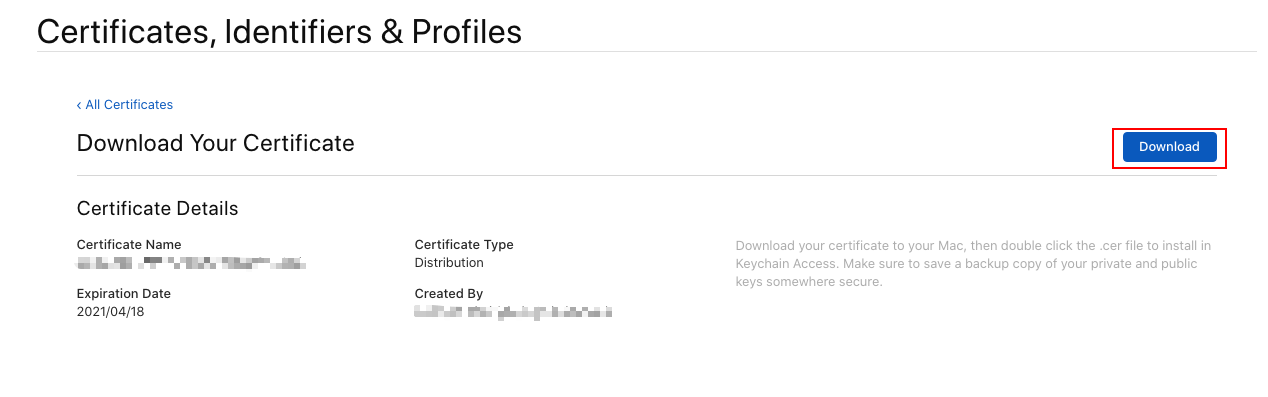 Certificates, Identifiers & Profiles
‹ All Certificates
Download Your Certificate
Download
Certificate Details
Certificate Name
Certificate Type
Distribution
Expiration Date
2021/04/18
Created By
Download your certificate to your Mac, then double click the .cer file to install in
Keychain Access. Make sure to save a backup copy of your private and public
keys somewhere secure.